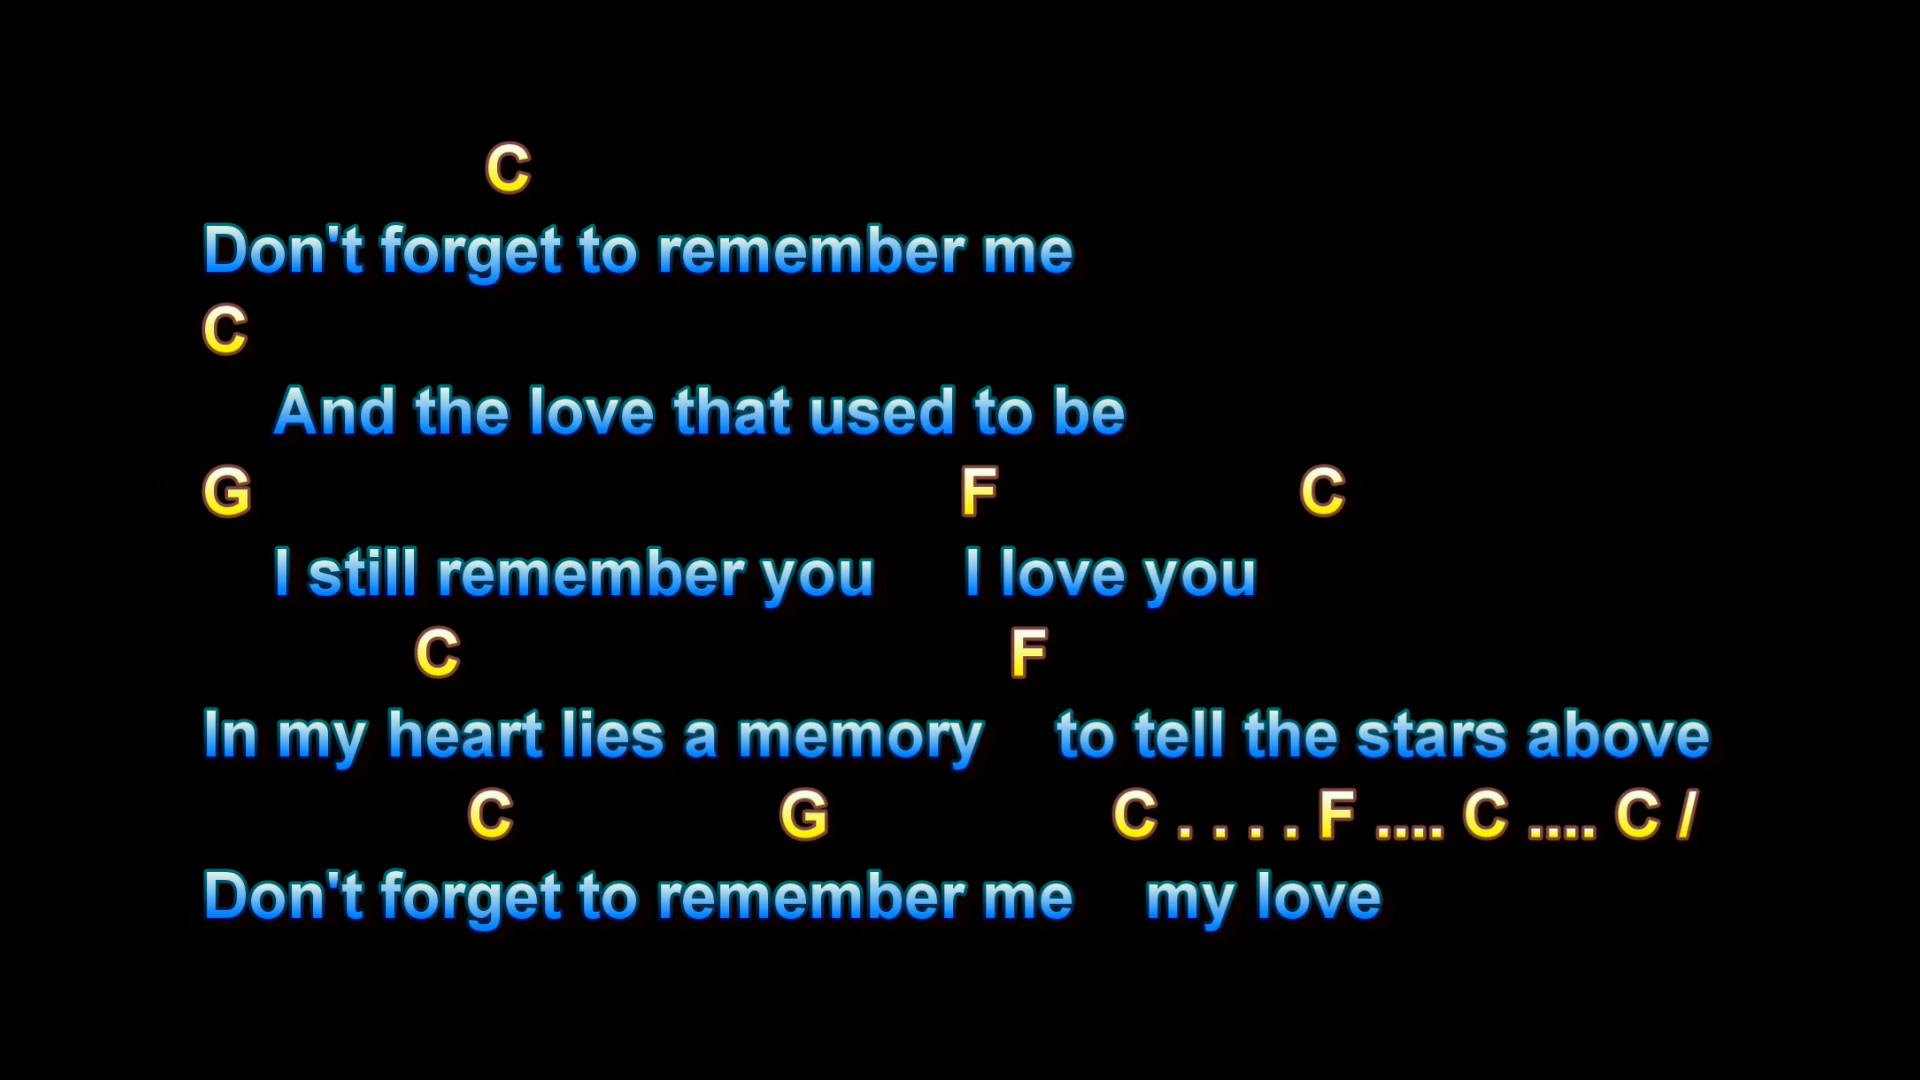 C
Don't forget to remember me
C
And the love that used to be
G F C
I still remember you I love you
C F
In my heart lies a memory to tell the stars above
C G C . . . . F .... C .... C /
Don't forget to remember me my love